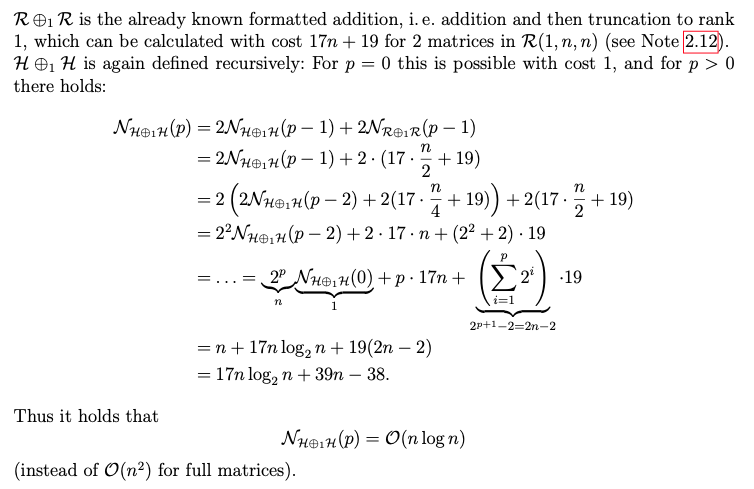 ℛ ⊕₁ ℛ is the already known formatted addition, i. e. addition and then truncation to rank
1, which can be calculated with cost 17n + 19 for 2 matrices in ℛ(1, n, n) (see Note 2.12).
ℋ ⊕₁ ℋ is again defined recursively: For p = 0 this is possible with cost 1, and for p > 0
there holds:
𝒩_{ℋ⊕₁ℋ}(p) = 2𝒩_{ℋ⊕₁ℋ}(p − 1) + 2𝒩_{ℛ⊕₁ℛ}(p − 1)
= 2𝒩_{ℋ⊕₁ℋ}(p − 1) + 2 · (17 · n/2 + 19)
= 2 (2𝒩_{ℋ⊕₁ℋ}(p − 2) + 2(17 · n/4 + 19)) + 2(17 · n/2 + 19)
= 2²𝒩_{ℋ⊕₁ℋ}(p − 2) + 2 · 17 · n + (2² + 2) · 19
= … = 2^p 𝒩_{ℋ⊕₁ℋ}(0) + p · 17n + (∑_{i=1}^{p} 2^i) · 19
n 1 2^{p+1}−2=2n−2
= n + 17n log₂ n + 19(2n − 2)
= 17n log₂ n + 39n − 38.
Thus it holds that
𝒩_{ℋ⊕₁ℋ}(p) = 𝒪(n log n)
(instead of 𝒪(n²) for full matrices).